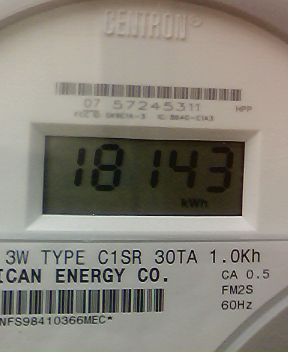 CENTRON®
07 57245311 HPP
18143
kWh
3W TYPE C1SR 30TA 1.0Kh
ICAN ENERGY CO. CA 0.5
FM2S
60Hz
NFS98410366MEC*